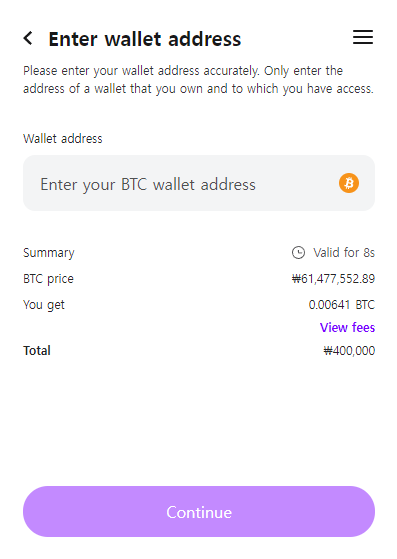 Enter wallet address
Please enter your wallet address accurately. Only enter the
address of a wallet that you own and to which you have access.
Wallet address
Enter your BTC wallet address
Summary Valid for 8s
BTC price ₩61,477,552.89
You get 0.00641 BTC
View fees
Total ₩400,000
Continue